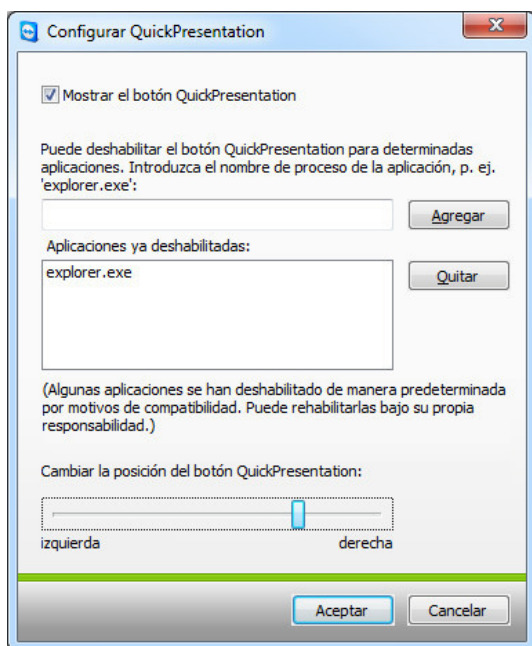 Configurar QuickPresentation
Mostrar el botón QuickPresentation
Puede deshabilitar el botón QuickPresentation para determinadas
aplicaciones. Introduzca el nombre de proceso de la aplicación, p. ej.
'explorer.exe':
Agregar
Aplicaciones ya deshabilitadas:
explorer.exe
Quitar
(Algunas aplicaciones se han deshabilitado de manera predeterminada
por motivos de compatibilidad. Puede rehabilitarlas bajo su propia
responsabilidad.)
Cambiar la posición del botón QuickPresentation:
izquierda derecha
Aceptar Cancelar